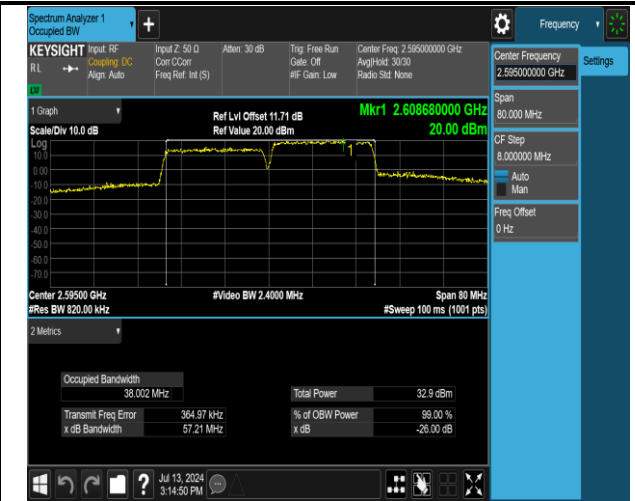 Spectrum Analyzer 1
Occupied BW
Frequency
KEYSIGHT
RL
Input: RF
Coupling: DC
Align: Auto
Input Z: 50 Ω
Corr CCorr
Freq Ref: Int (S)
Atten: 30 dB
Trig: Free Run
Gate: Off
#IF Gain: Low
Center Freq: 2.595000000 GHz
Avg|Hold: 30/30
Radio Std: None
Center Frequency
2.595000000 GHz
Settings
Span
80.000 MHz
CF Step
8.000000 MHz
Auto
Man
Freq Offset
0 Hz
1 Graph
Ref Lvl Offset 11.71 dB
Mkr1 2.608680000 GHz
Scale/Div 10.0 dB
Ref Value 20.00 dBm
20.00 dBm
Log
10.0
0.00
-10.0
-20.0
-30.0
-40.0
-50.0
-60.0
-70.0
1
Center 2.59500 GHz
#Video BW 2.4000 MHz
Span 80 MHz
#Res BW 820.00 kHz
#Sweep 100 ms (1001 pts)
2 Metrics
Occupied Bandwidth
38.002 MHz
Total Power 32.9 dBm
Transmit Freq Error 364.97 kHz
% of OBW Power 99.00 %
x dB Bandwidth 57.21 MHz
x dB -26.00 dB
Jul 13, 2024
3:14:50 PM